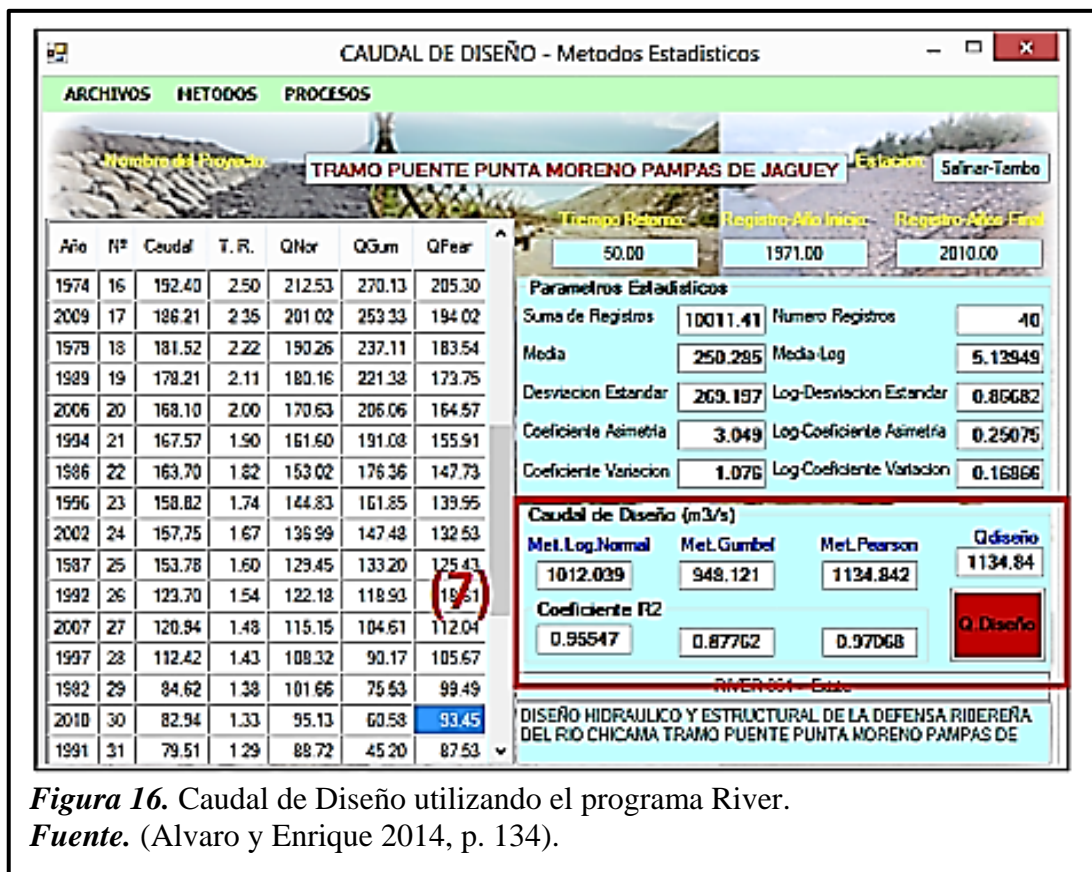 CAUDAL DE DISEÑO - Metodos Estadisticos
ARCHIVOS METODOS PROCESOS
Nombre del Proyecto: TRAMO PUENTE PUNTA MORENO PAMPAS DE JAGUEY Estacion: Salinar-Tambo
Tiempo Retorno: Registro-Año Inicio: Registro-Años Final
50.00 1971.00 2010.00
Año Nº Caudal T. R. QNor QGum QPear
1974 16 192.40 2.50 212.53 270.13 205.30
2009 17 186.21 2.35 201.02 253.33 194.02
1979 18 181.52 2.22 190.26 237.11 183.54
1989 19 178.21 2.11 180.16 221.38 173.75
2006 20 168.10 2.00 170.63 206.06 164.57
1994 21 167.57 1.90 161.60 191.08 155.91
1986 22 163.70 1.82 153.02 176.36 147.73
1996 23 158.82 1.74 144.83 161.85 139.95
2002 24 157.75 1.67 136.99 147.48 132.53
1987 25 153.78 1.60 129.45 133.20 125.43
1992 26 123.70 1.54 122.18 118.93
(7)
2007 27 120.94 1.48 115.15 104.61 112.04
1997 28 112.42 1.43 108.32 90.17 105.67
1982 29 84.62 1.38 101.66 75.53 99.49
2010 30 82.94 1.33 95.13 60.58 93.45
1991 31 79.51 1.29 88.72 45.20 87.53
Parametros Estadisticos
Suma de Registros 10011.41 Numero Registros 40
Media 250.285 Media-Log 5.13949
Desviacion Estandar 269.197 Log-Desviacion Estandar 0.86682
Coeficiente Asimetria 3.049 Log-Coeficiente Asimetria 0.25075
Coeficiente Variacion 1.076 Log-Coeficiente Variacion 0.16866
Caudal de Diseño (m3/s)
Met.Log.Normal Met.Gumbel Met.Pearson Qdiseño
1012.039 948.121 1134.842 1134.84
Coeficiente R2
0.95547 0.87762 0.97068
Q.Diseño
DISEÑO HIDRAULICO Y ESTRUCTURAL DE LA DEFENSA RIBEREÑA
DEL RIO CHICAMA TRAMO PUENTE PUNTA MORENO PAMPAS DE
Figura 16. Caudal de Diseño utilizando el programa River.
Fuente. (Alvaro y Enrique 2014, p. 134).